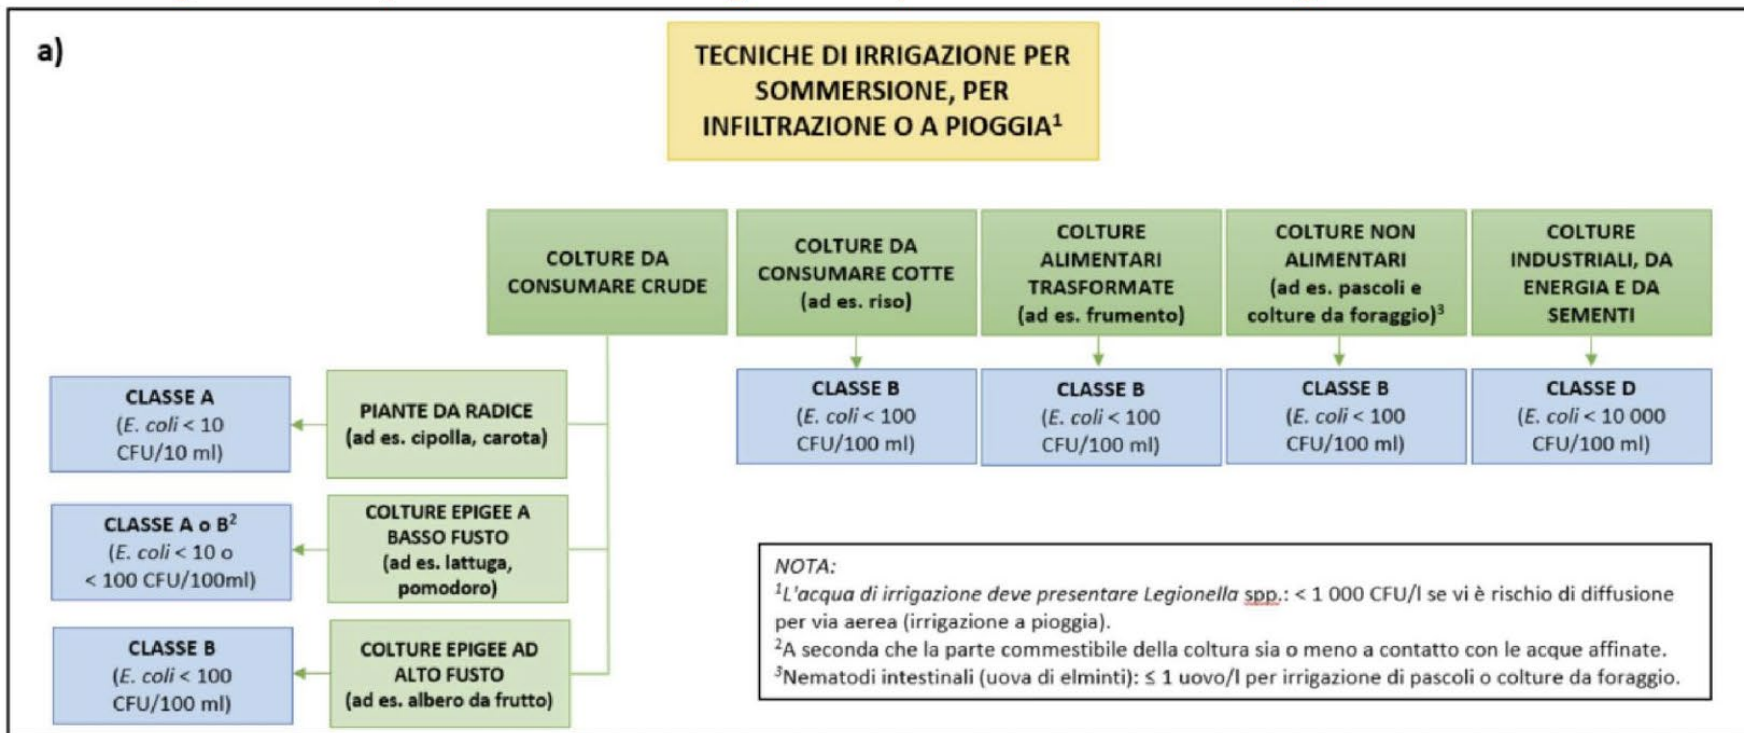 a)
TECNICHE DI IRRIGAZIONE PER
SOMMERSIONE, PER
INFILTRAZIONE O A PIOGGIA¹
COLTURE DA
CONSUMARE CRUDE
COLTURE DA
CONSUMARE COTTE
(ad es. riso)
COLTURE
ALIMENTARI
TRASFORMATE
(ad es. frumento)
COLTURE NON
ALIMENTARI
(ad es. pascoli e
colture da foraggio)³
COLTURE
INDUSTRIALI, DA
ENERGIA E DA
SEMENTI
CLASSE A
(E. coli < 10
CFU/10 ml)
PIANTE DA RADICE
(ad es. cipolla, carota)
CLASSE B
(E. coli < 100
CFU/100 ml)
CLASSE B
(E. coli < 100
CFU/100 ml)
CLASSE B
(E. coli < 100
CFU/100 ml)
CLASSE D
(E. coli < 10 000
CFU/100 ml)
CLASSE A o B²
(E. coli < 10 o
< 100 CFU/100ml)
COLTURE EPIGEE A
BASSO FUSTO
(ad es. lattuga,
pomodoro)
CLASSE B
(E. coli < 100
CFU/100 ml)
COLTURE EPIGEE AD
ALTO FUSTO
(ad es. albero da frutto)
NOTA:
¹L'acqua di irrigazione deve presentare Legionella spp.: < 1 000 CFU/l se vi è rischio di diffusione
per via aerea (irrigazione a pioggia).
²A seconda che la parte commestibile della coltura sia o meno a contatto con le acque affinate.
³Nematodi intestinali (uova di elminti): ≤ 1 uovo/l per irrigazione di pascoli o colture da foraggio.